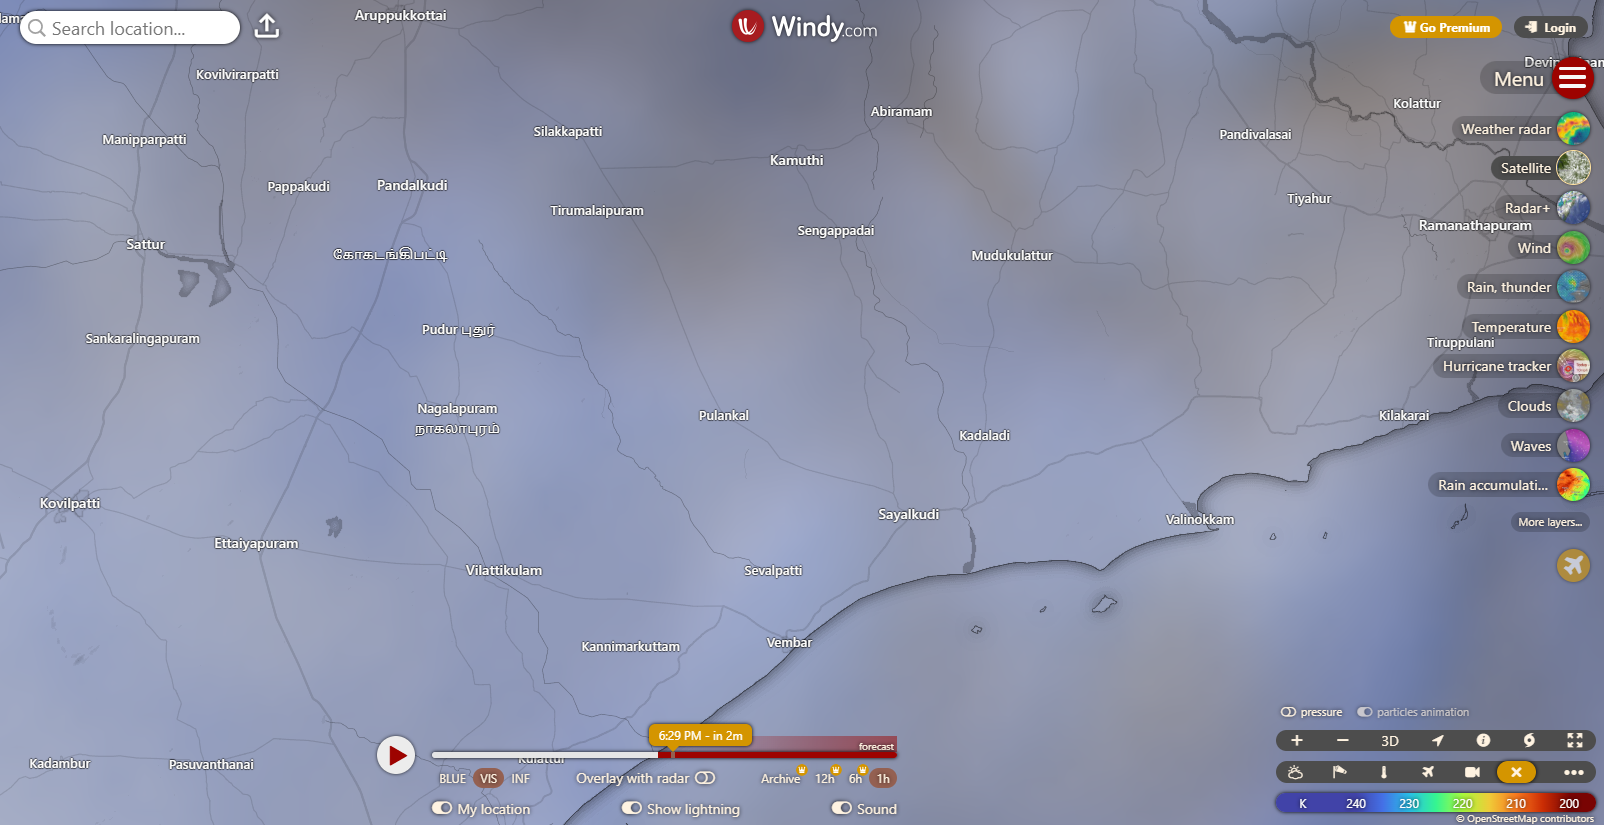 Aruppukkottai
Search location...
Windy.com
Go Premium
Login
Kovilvirarpatti
Menu
Kolattur
Abiramam
Manipparpatti
Silakkapatti
Pandivalasai
Weather radar
Kamuthi
Satellite
Pappakudi
Pandalkudi
Tirumalaipuram
Tiyahur
Radar+
Sengappadai
Ramanathapuram
Sattur
Wind
கோகடங்கிபட்டி
Mudukulattur
Rain, thunder
Pudur புதுர்
Temperature
Sankaralingapuram
Tiruppulani
Hurricane tracker
Nagalapuram
நாகலாபுரம்
Clouds
Pulankal
Kilakarai
Kadaladi
Waves
Rain accumulati...
Kovilpatti
Sayalkudi
Valinokkam
More layers...
Ettaiyapuram
Vilattikulam
Sevalpatti
Kannimarkuttam
Vembar
pressure
particles animation
6:29 PM - in 2m
forecast
3D
Kadambur
Pasuvanthanai
Kulattur
BLUE VIS INF
Overlay with radar
Archive 12h 6h 1h
My location
Show lightning
Sound
K 240 230 220 210 200
© OpenStreetMap contributors